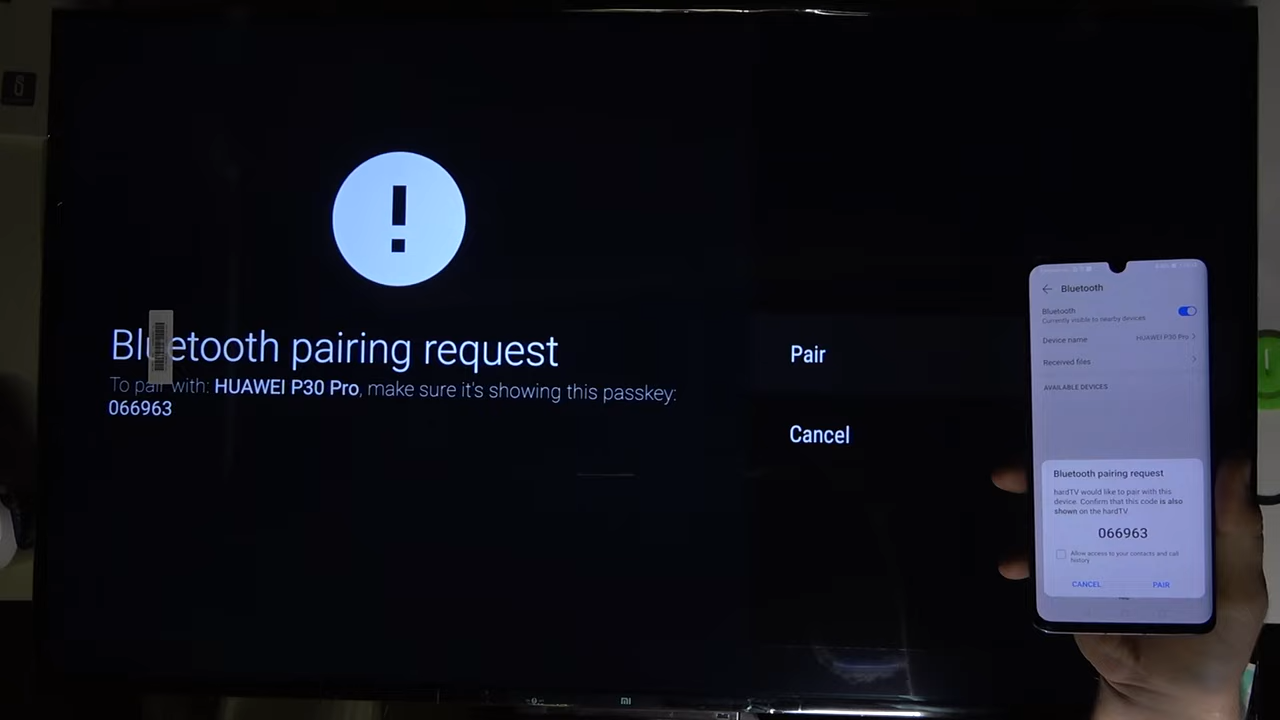 Bluetooth pairing request
To pair with: HUAWEI P30 Pro, make sure it's showing this passkey:
066963
Pair
Cancel
mi
Bluetooth
Bluetooth
Currently visible to nearby devices
Device name HUAWEI P30 Pro
Received files
AVAILABLE DEVICES
Bluetooth pairing request
hardTV would like to pair with this
device. Confirm that this code is also
shown on the hardTV
066963
Allow access to your contacts and call
history
CANCEL PAIR